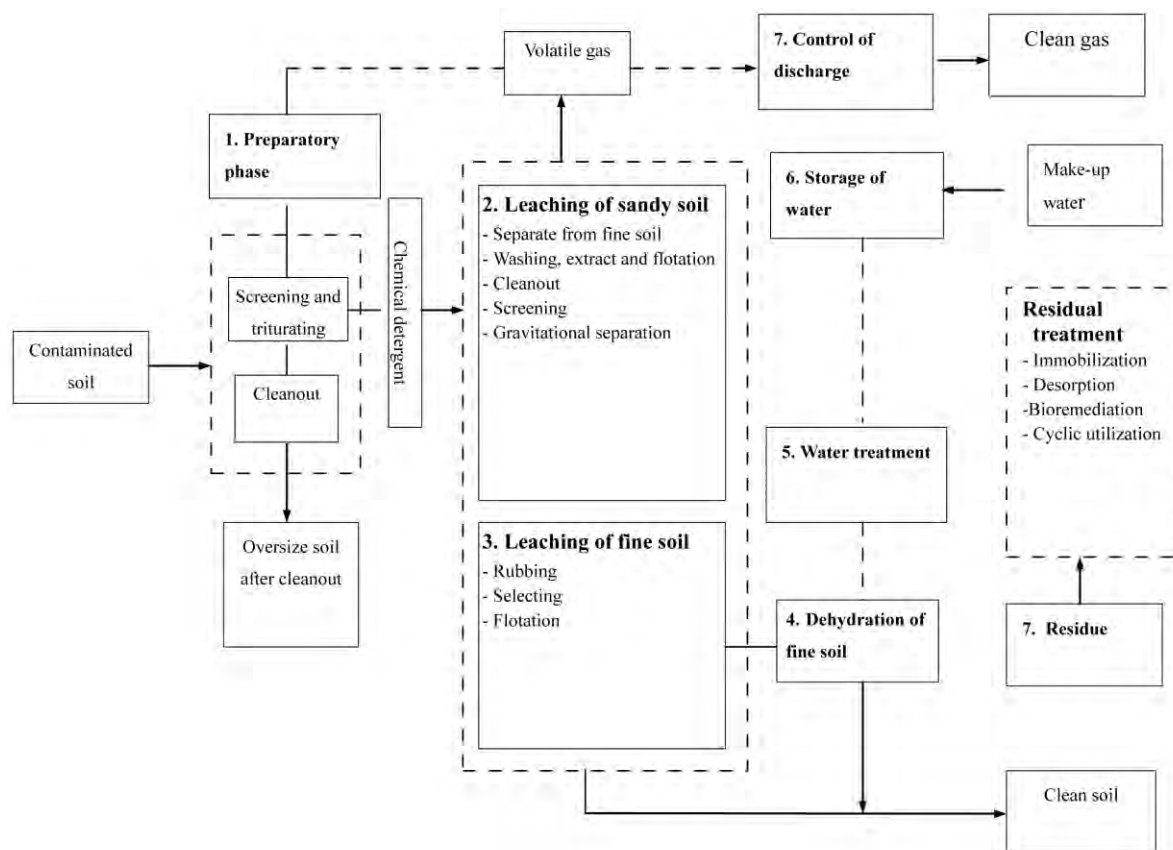 Volatile gas
7. Control of
discharge
Clean gas
1. Preparatory
phase
6. Storage of
water
Make-up
water
Chemical detergent
2. Leaching of sandy soil
- Separate from fine soil
- Washing, extract and flotation
- Cleanout
- Screening
- Gravitational separation
Screening and
triturating
Contaminated
soil
Cleanout
Residual
treatment
- Immobilization
- Desorption
-Bioremediation
- Cyclic utilization
5. Water treatment
Oversize soil
after cleanout
3. Leaching of fine soil
- Rubbing
- Selecting
- Flotation
4. Dehydration of
fine soil
7. Residue
Clean soil